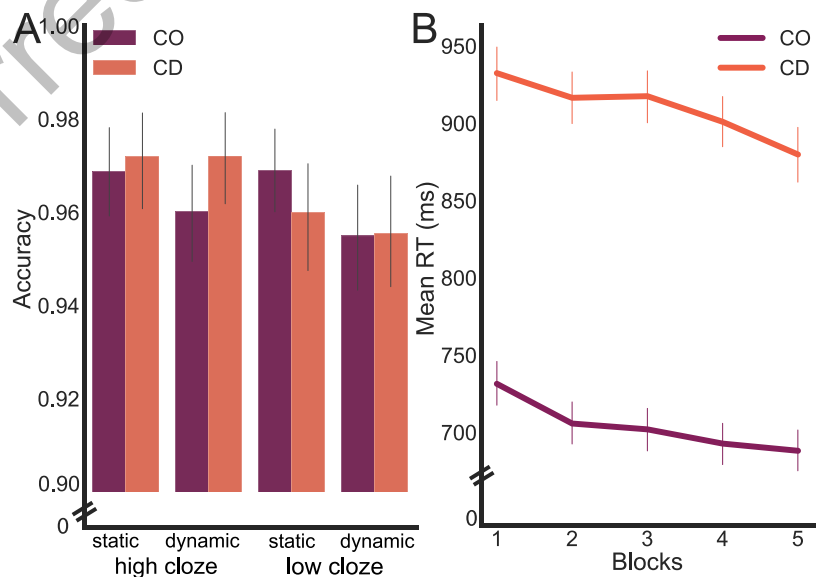 A
1.00
CO
CD
0.98
0.96
0.94
0.92
0.90
0
Accuracy
static dynamic static dynamic
high cloze low cloze
B
950
CO
CD
900
850
800
750
700
0
Mean RT (ms)
1 2 3 4 5
Blocks